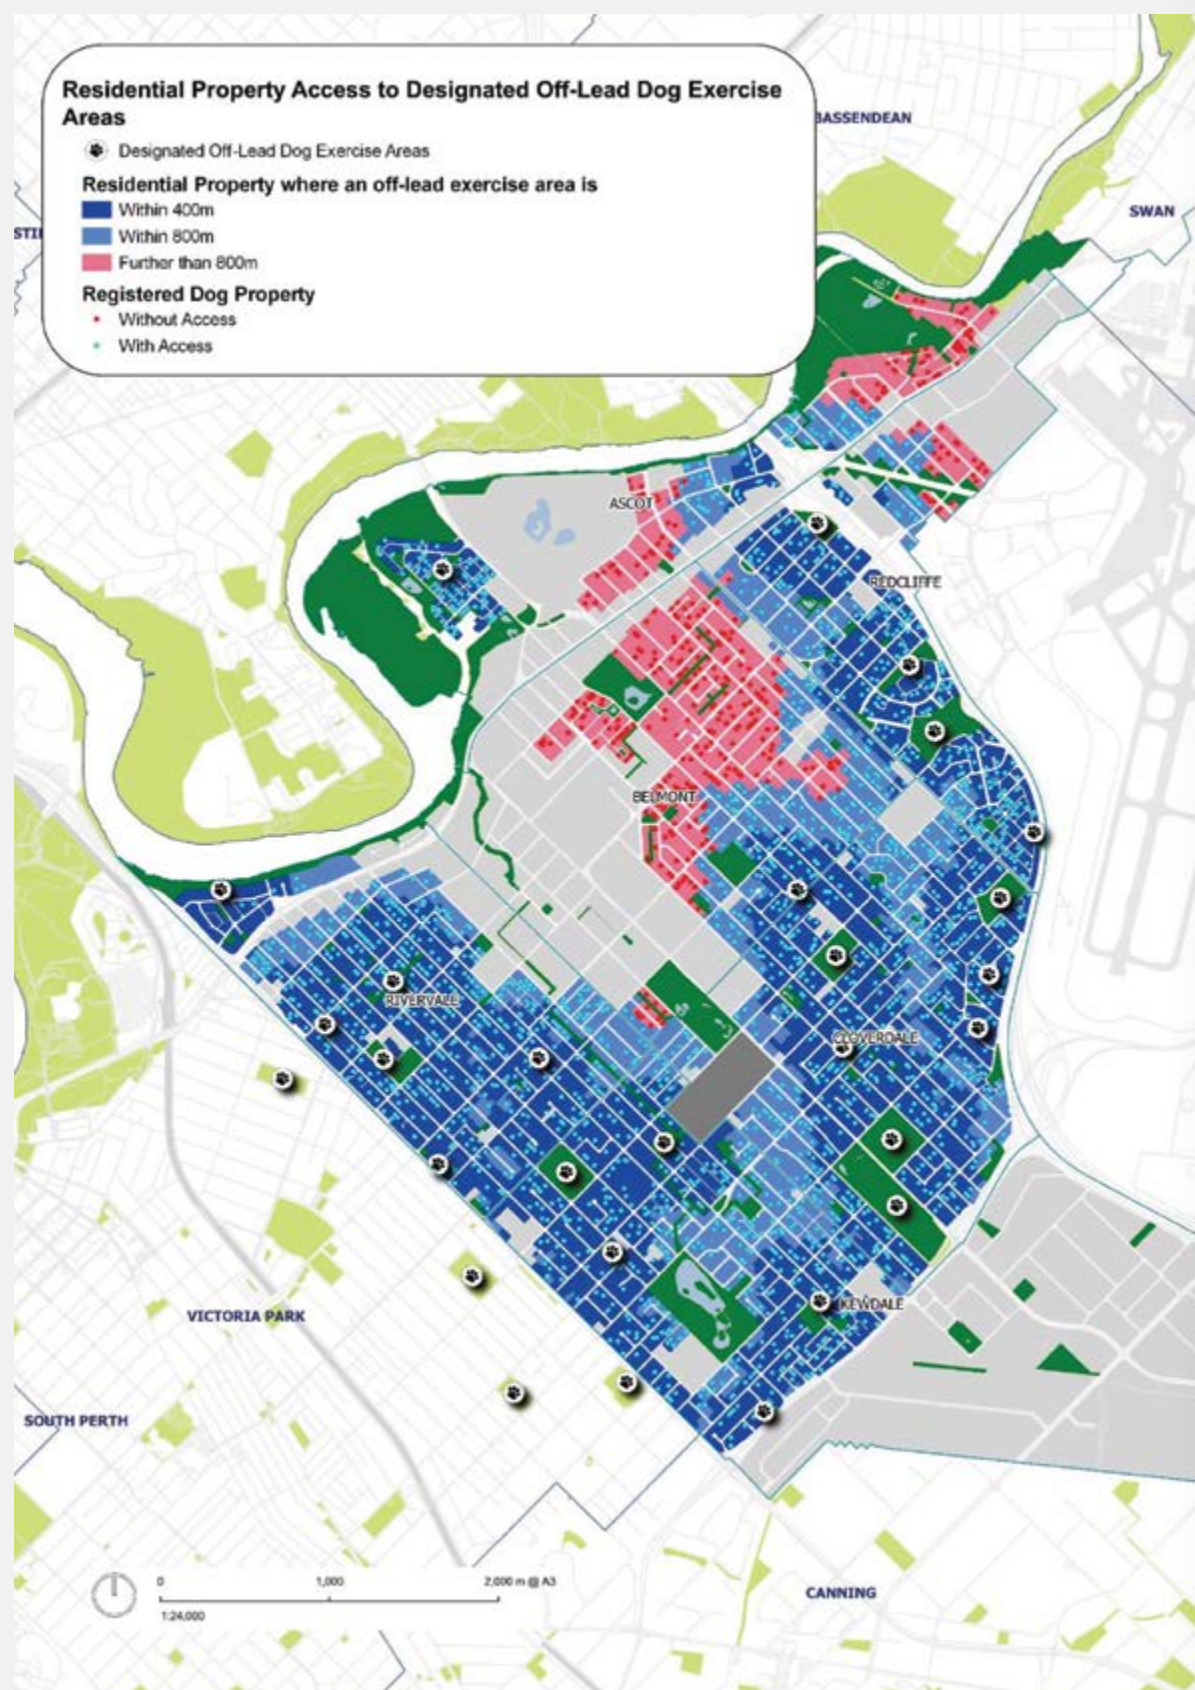 Residential Property Access to Designated Off-Lead Dog Exercise
Areas
Designated Off-Lead Dog Exercise Areas
Residential Property where an off-lead exercise area is
Within 400m
Within 800m
Further than 800m
Registered Dog Property
Without Access
With Access
BASSENDEAN
SWAN
STI
ASCOT
REDCLIFFE
BELMONT
RIVERVALE
CLOVERDALE
KEWDALE
VICTORIA PARK
SOUTH PERTH
CANNING
0 1,000 2,000 m @ A3
1:24,000